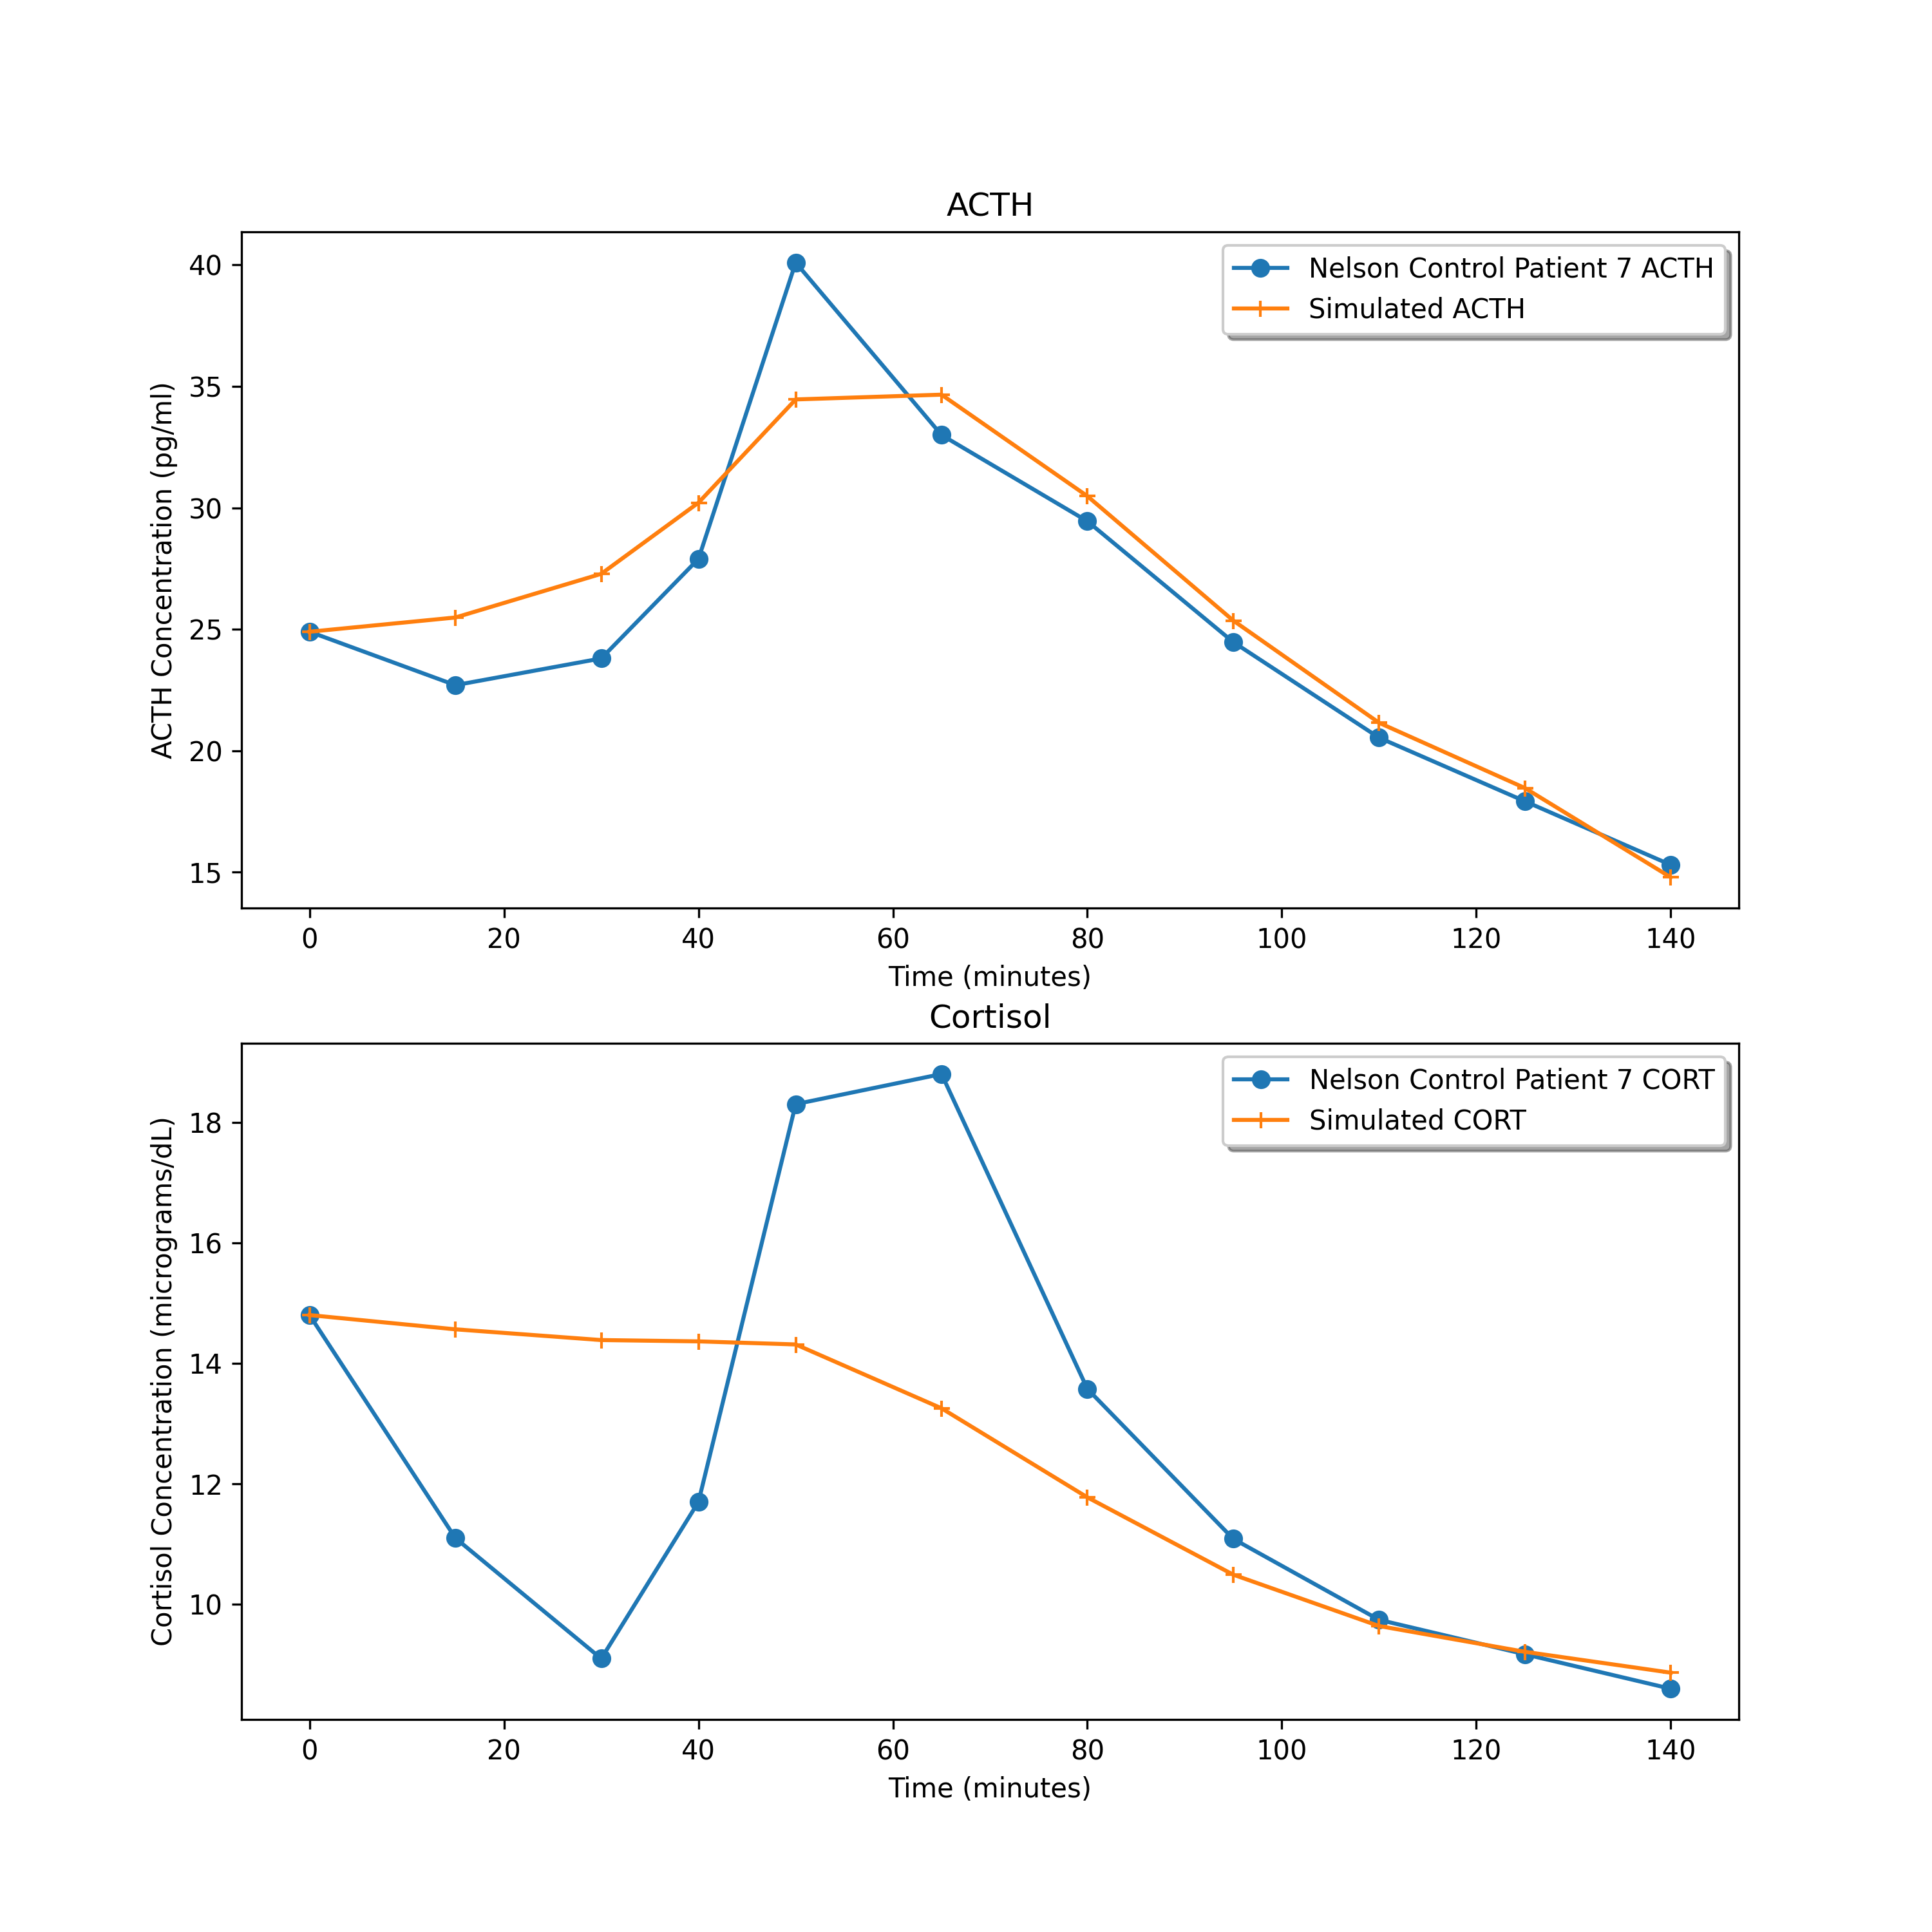 ACTH
Nelson Control Patient 7 ACTH
Simulated ACTH
ACTH Concentration (pg/ml)
40
35
30
25
20
15
0 20 40 60 80 100 120 140
Time (minutes)
Cortisol
Nelson Control Patient 7 CORT
Simulated CORT
Cortisol Concentration (micrograms/dL)
18
16
14
12
10
0 20 40 60 80 100 120 140
Time (minutes)